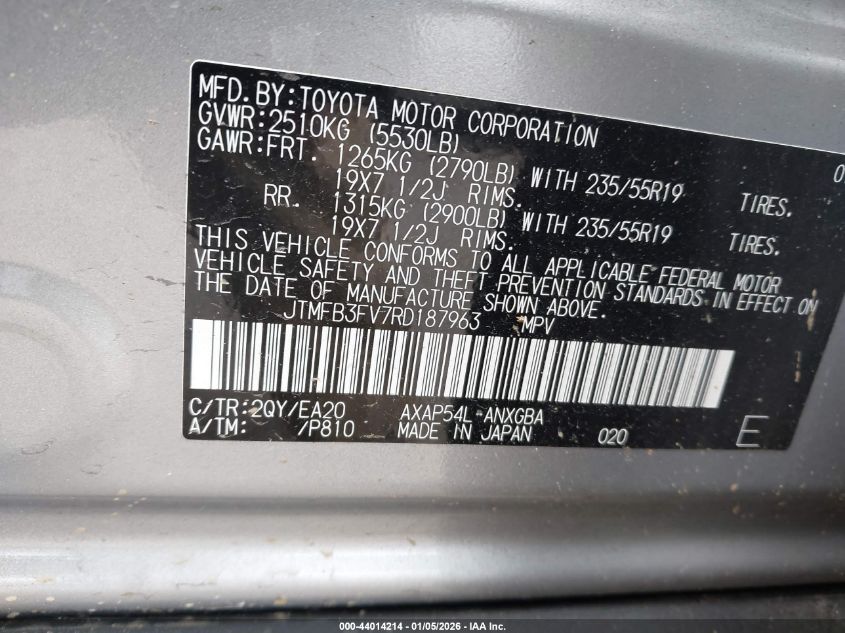 MFD.BY:TOYOTA MOTOR CORPORATION
GVWR:2510KG (5530LB)
GAWR:FRT. 1265KG (2790LB) WITH 235/55R19 TIRES.
19X7 1/2J RIMS.
RR. 1315KG (2900LB) WITH 235/55R19 TIRES.
19X7 1/2J RIMS.
THIS VEHICLE CONFORMS TO ALL APPLICABLE FEDERAL MOTOR
VEHICLE SAFETY AND THEFT PREVENTION STANDARDS IN EFFECT ON
THE DATE OF MANUFACTURE SHOWN ABOVE.
JTMFB3FV7RD187963 MPV
C/TR:2QY/EA20 AXAP54L-ANXGBA
A/TM: /P810 MADE IN JAPAN 020 E
000-44014214 | 01/05/2026 - IAA Inc.